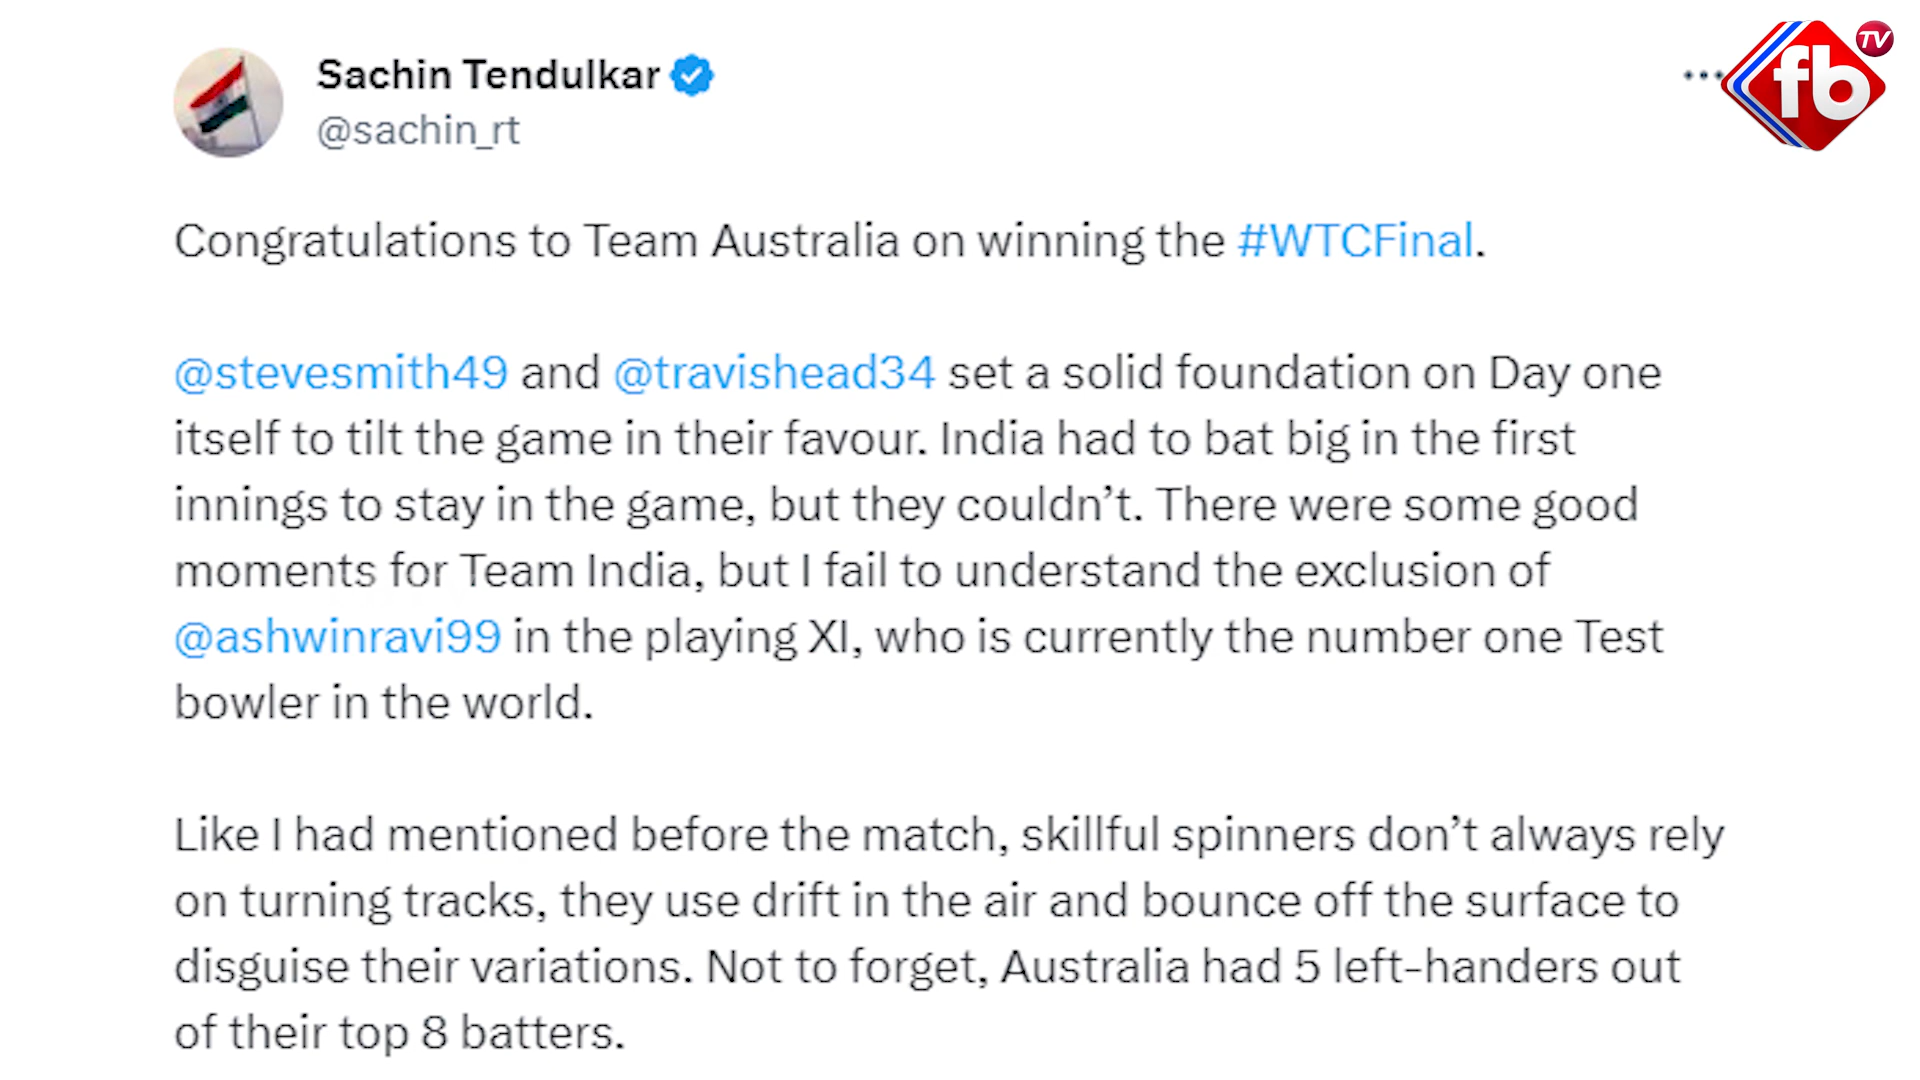 Sachin Tendulkar
@sachin_rt
fb TV
Congratulations to Team Australia on winning the #WTCFinal.
@stevesmith49 and @travishead34 set a solid foundation on Day one
itself to tilt the game in their favour. India had to bat big in the first
innings to stay in the game, but they couldn’t. There were some good
moments for Team India, but I fail to understand the exclusion of
@ashwinravi99 in the playing XI, who is currently the number one Test
bowler in the world.
Like I had mentioned before the match, skillful spinners don’t always rely
on turning tracks, they use drift in the air and bounce off the surface to
disguise their variations. Not to forget, Australia had 5 left-handers out
of their top 8 batters.